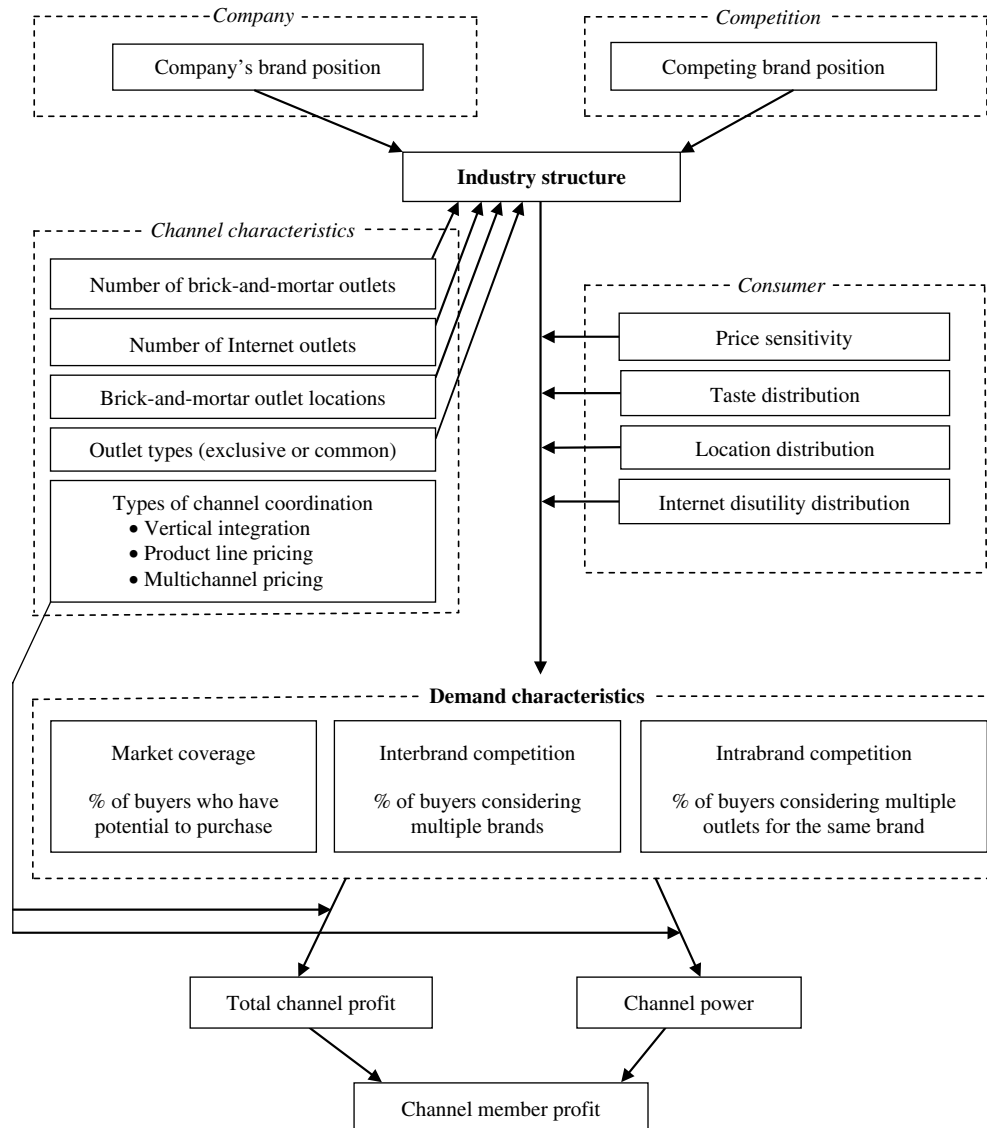 Company
Company’s brand position
Competition
Competing brand position
Industry structure
Channel characteristics
Number of brick-and-mortar outlets
Number of Internet outlets
Brick-and-mortar outlet locations
Outlet types (exclusive or common)
Types of channel coordination
• Vertical integration
• Product line pricing
• Multichannel pricing
Consumer
Price sensitivity
Taste distribution
Location distribution
Internet disutility distribution
Demand characteristics
Market coverage
% of buyers who have
potential to purchase
Interbrand competition
% of buyers considering
multiple brands
Intrabrand competition
% of buyers considering multiple
outlets for the same brand
Total channel profit
Channel power
Channel member profit